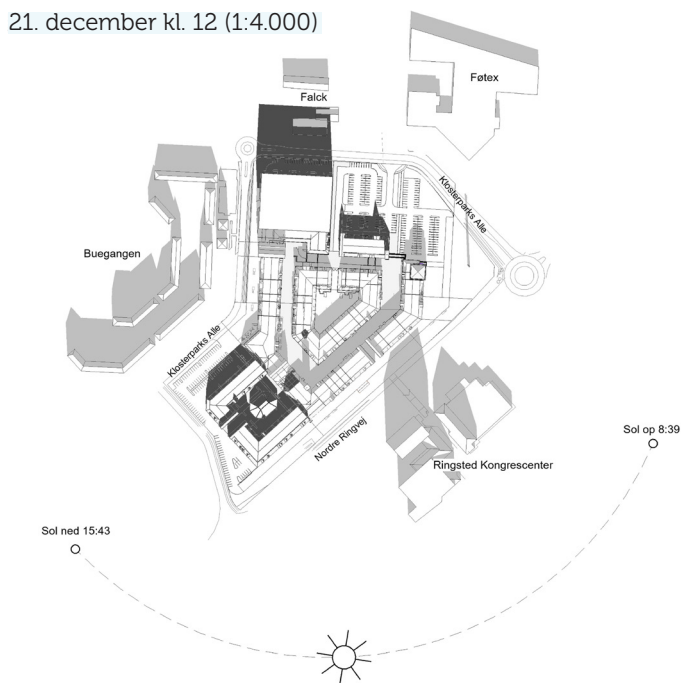 21. december kl. 12 (1:4.000)
Føtex
Falck
Klosterparks Alle
Buegangen
Klosterparks Alle
Nordre Ringvej
Sol op 8:39
Ringsted Kongrescenter
Sol ned 15:43